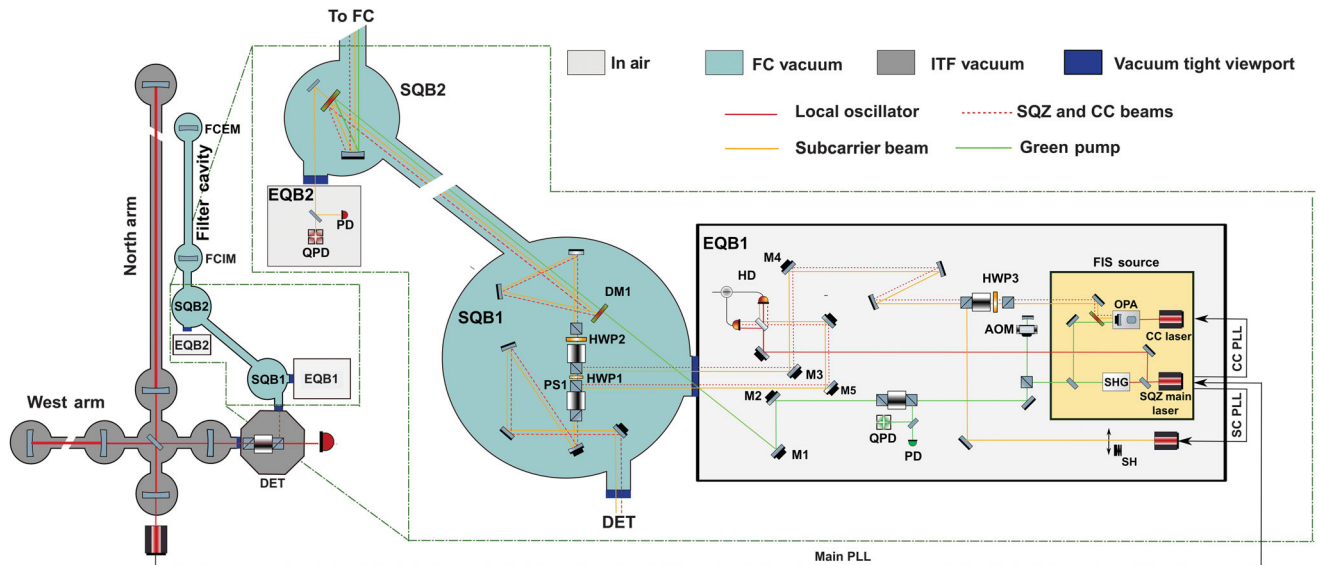 To FC
In air
FC vacuum
ITF vacuum
Vacuum tight viewport
Local oscillator
SQZ and CC beams
Subcarrier beam
Green pump
SQB2
EQB2
PD
QPD
FCEM
Filter cavity
North arm
FCIM
SQB2
EQB2
SQB1
EQB1
West arm
DET
SQB1
DM1
HWP2
HWP1
PS1
DET
EQB1
M4
HD
HWP3
FIS source
OPA
CC laser
AOM
SHG
SQZ main
laser
M3
M5
M2
M1
QPD
PD
SH
CC PLL
SC PLL
Main PLL